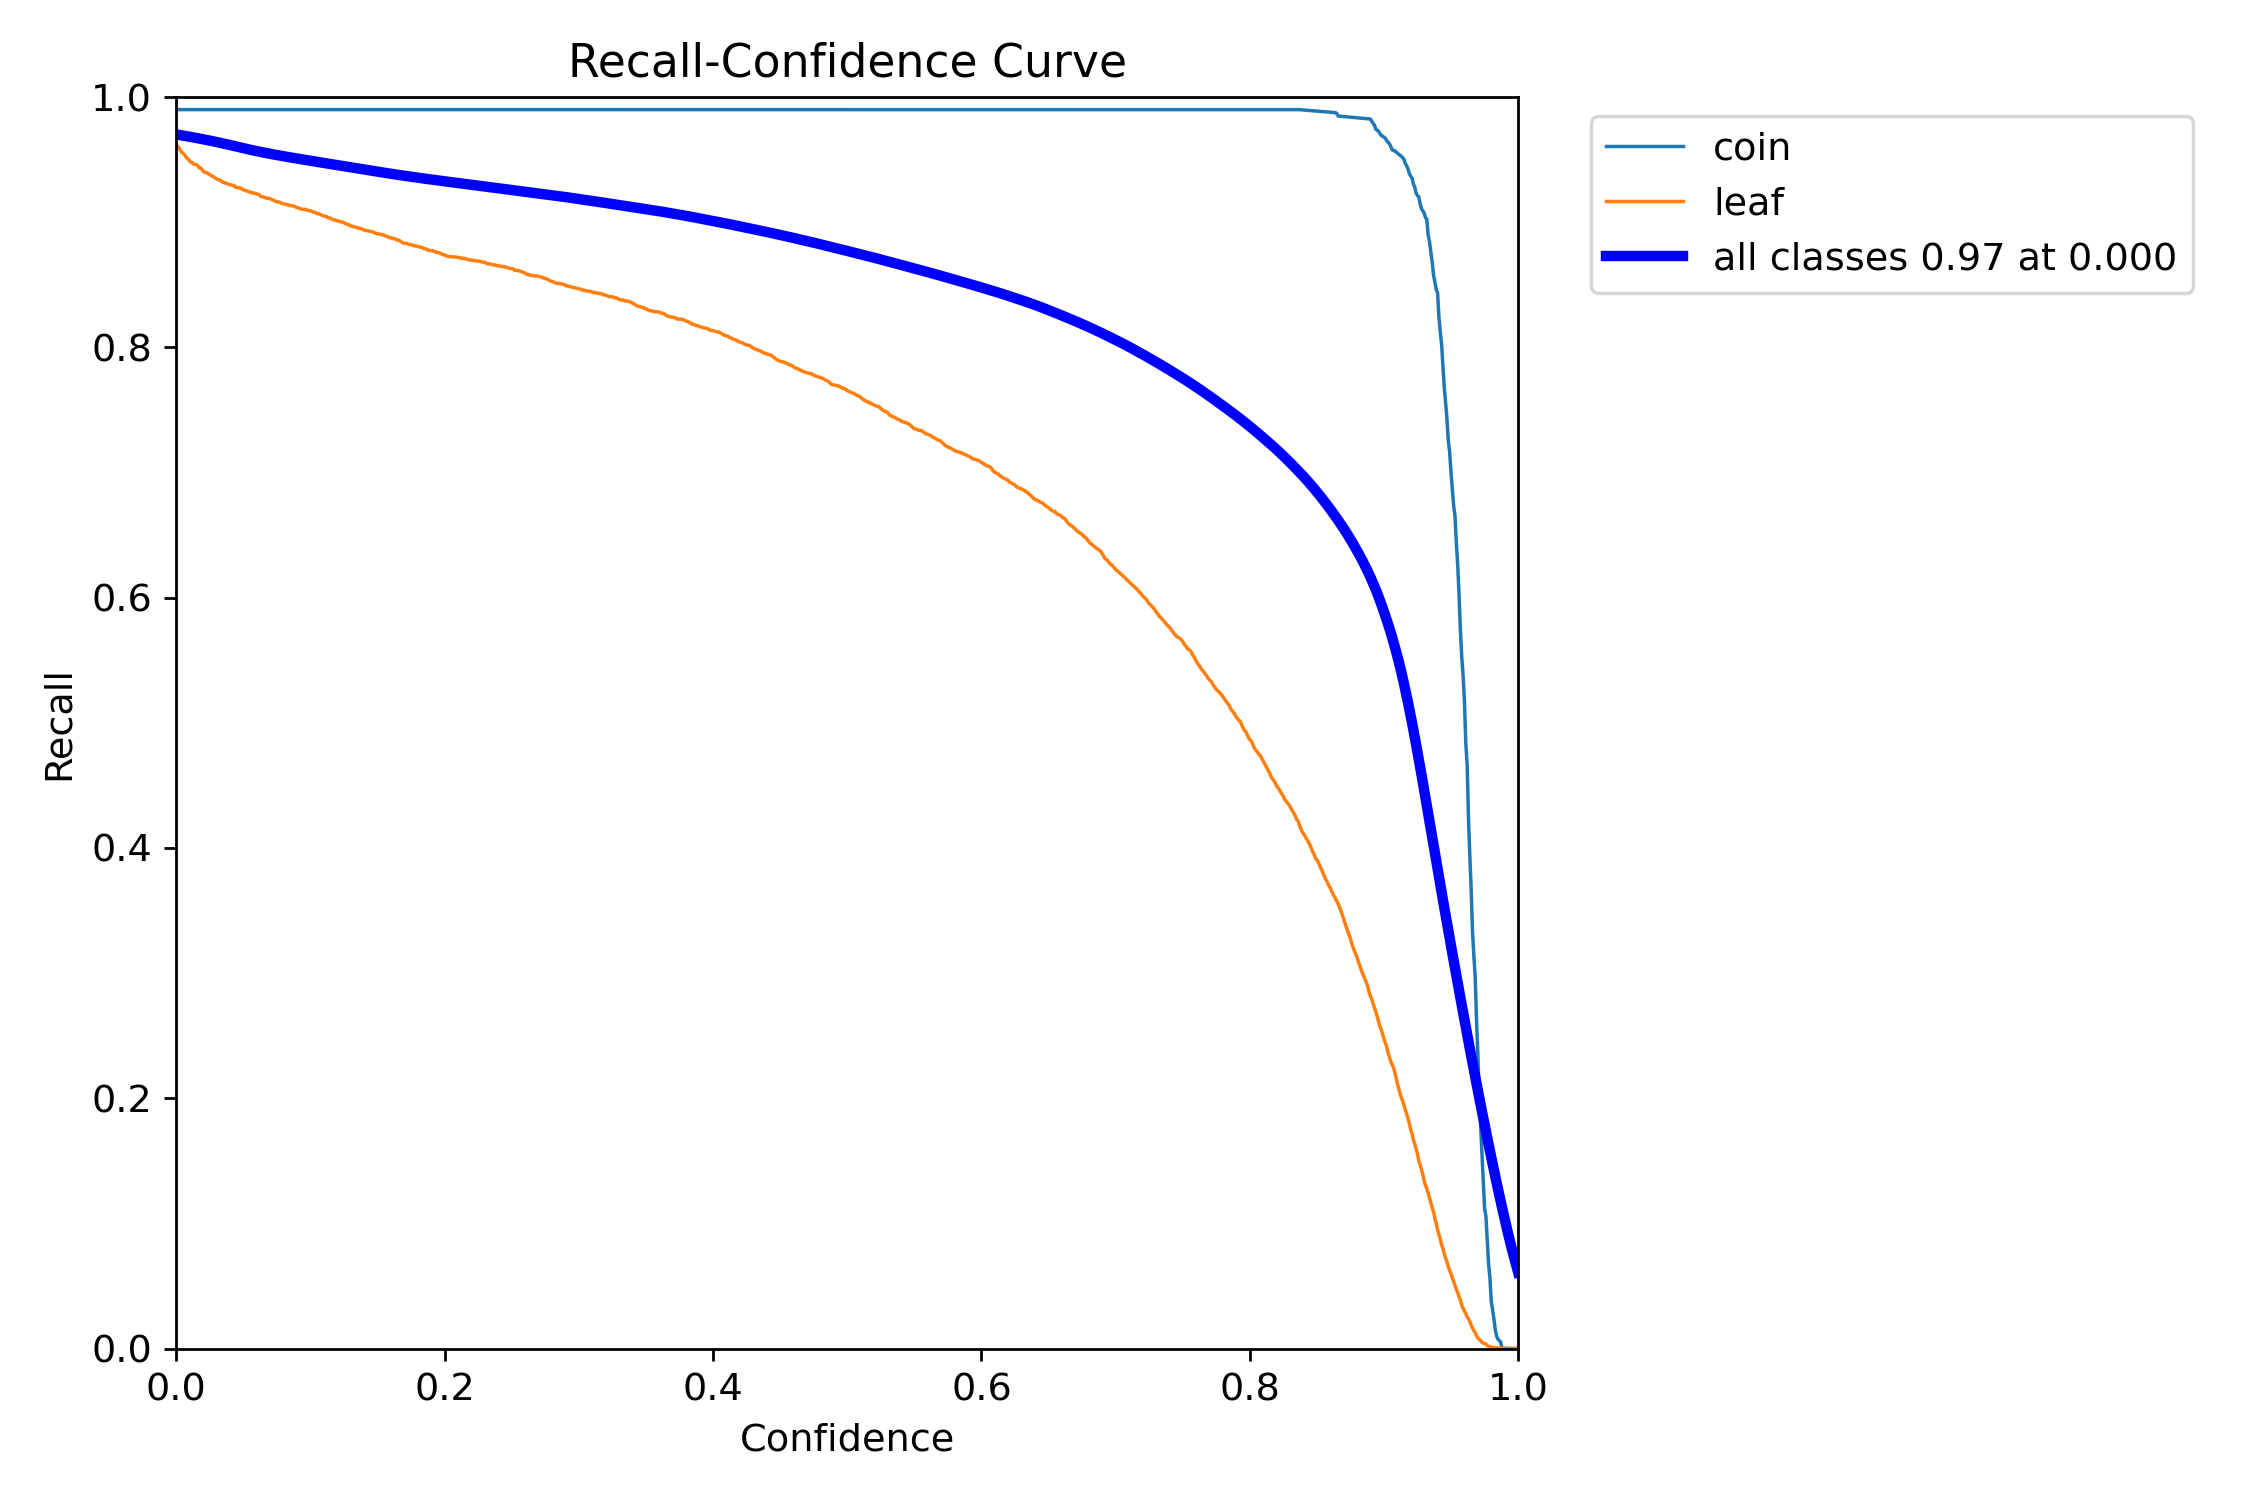 Recall-Confidence Curve
1.0
0.8
0.6
0.4
0.2
0.0
Recall
0.0 0.2 0.4 0.6 0.8 1.0
Confidence
coin
leaf
all classes 0.97 at 0.000